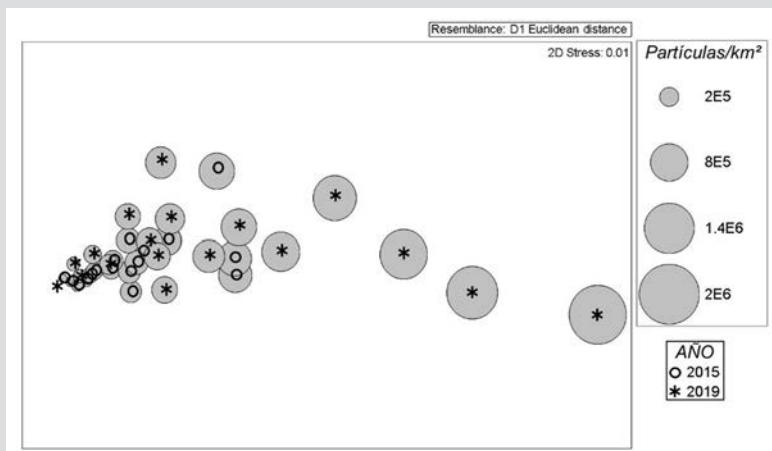 Resemblance: D1 Euclidean distance
2D Stress: 0.01
Partículas/km²
2E5
8E5
1.4E6
2E6
AÑO
2015
2019